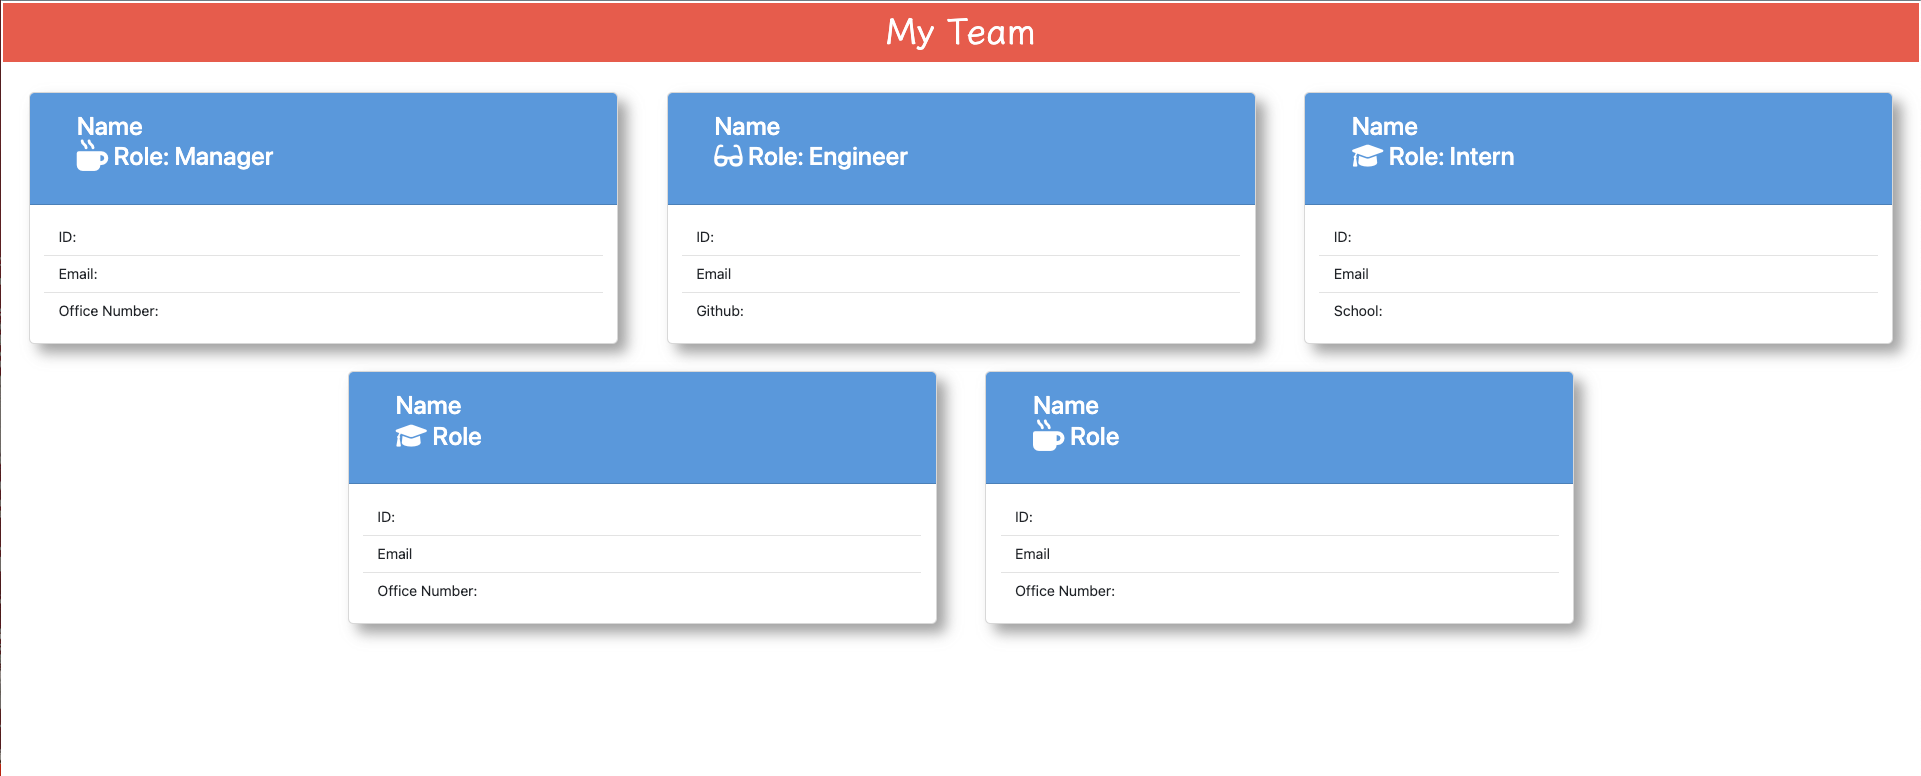 My Team
Name
Role: Manager
ID:
Email:
Office Number:
Name
Role: Engineer
ID:
Email
Github:
Name
Role: Intern
ID:
Email
School:
Name
Role
ID:
Email
Office Number:
Name
Role
ID:
Email
Office Number: